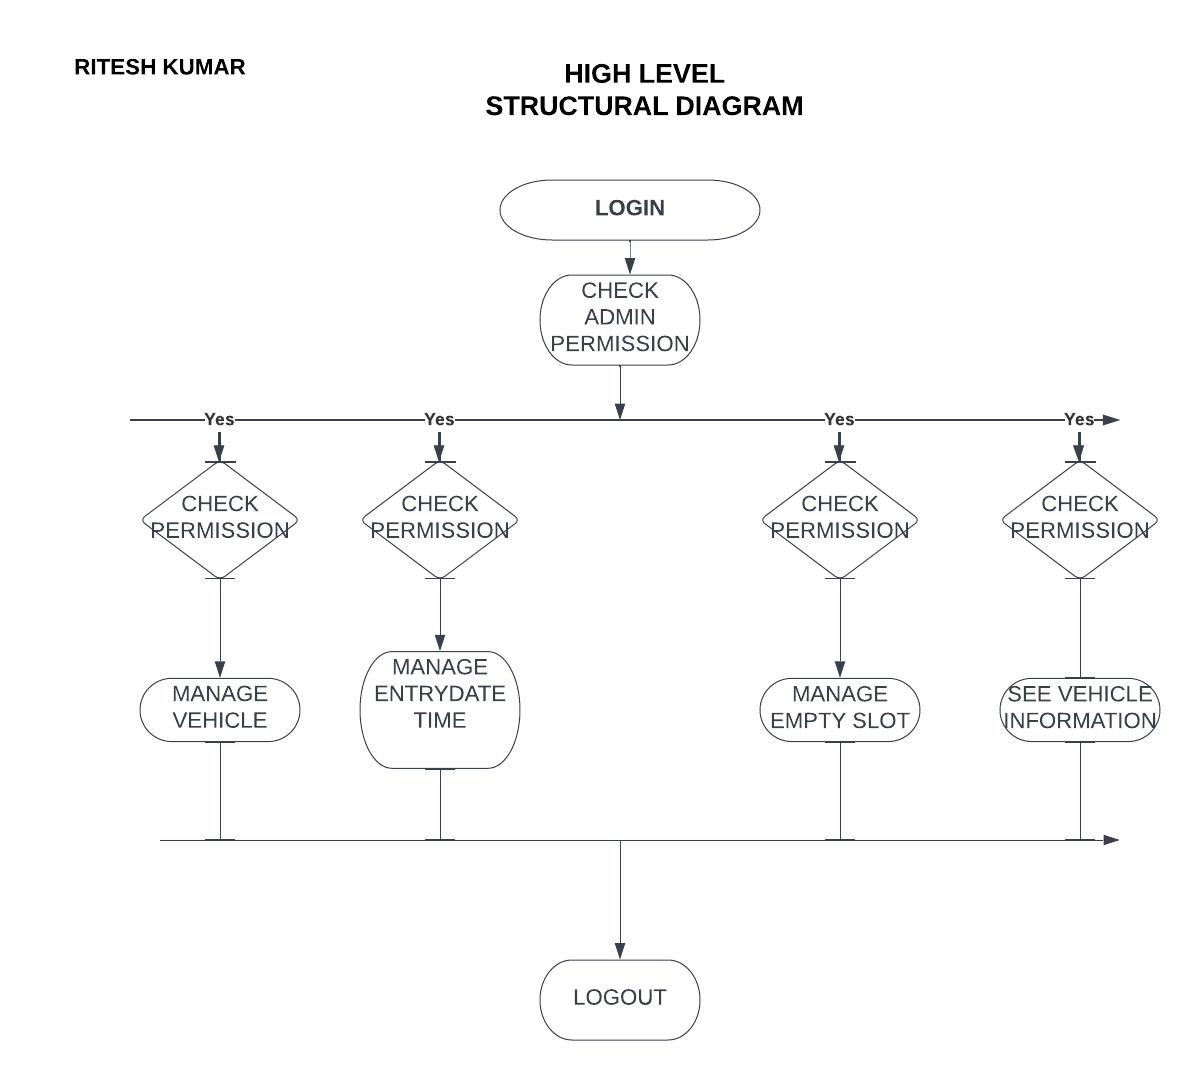 RITESH KUMAR
HIGH LEVEL
STRUCTURAL DIAGRAM
LOGIN
CHECK
ADMIN
PERMISSION
Yes
Yes
Yes
Yes
CHECK
PERMISSION
CHECK
PERMISSION
CHECK
PERMISSION
CHECK
PERMISSION
MANAGE
VEHICLE
MANAGE
ENTRYDATE
TIME
MANAGE
EMPTY SLOT
SEE VEHICLE
INFORMATION
LOGOUT